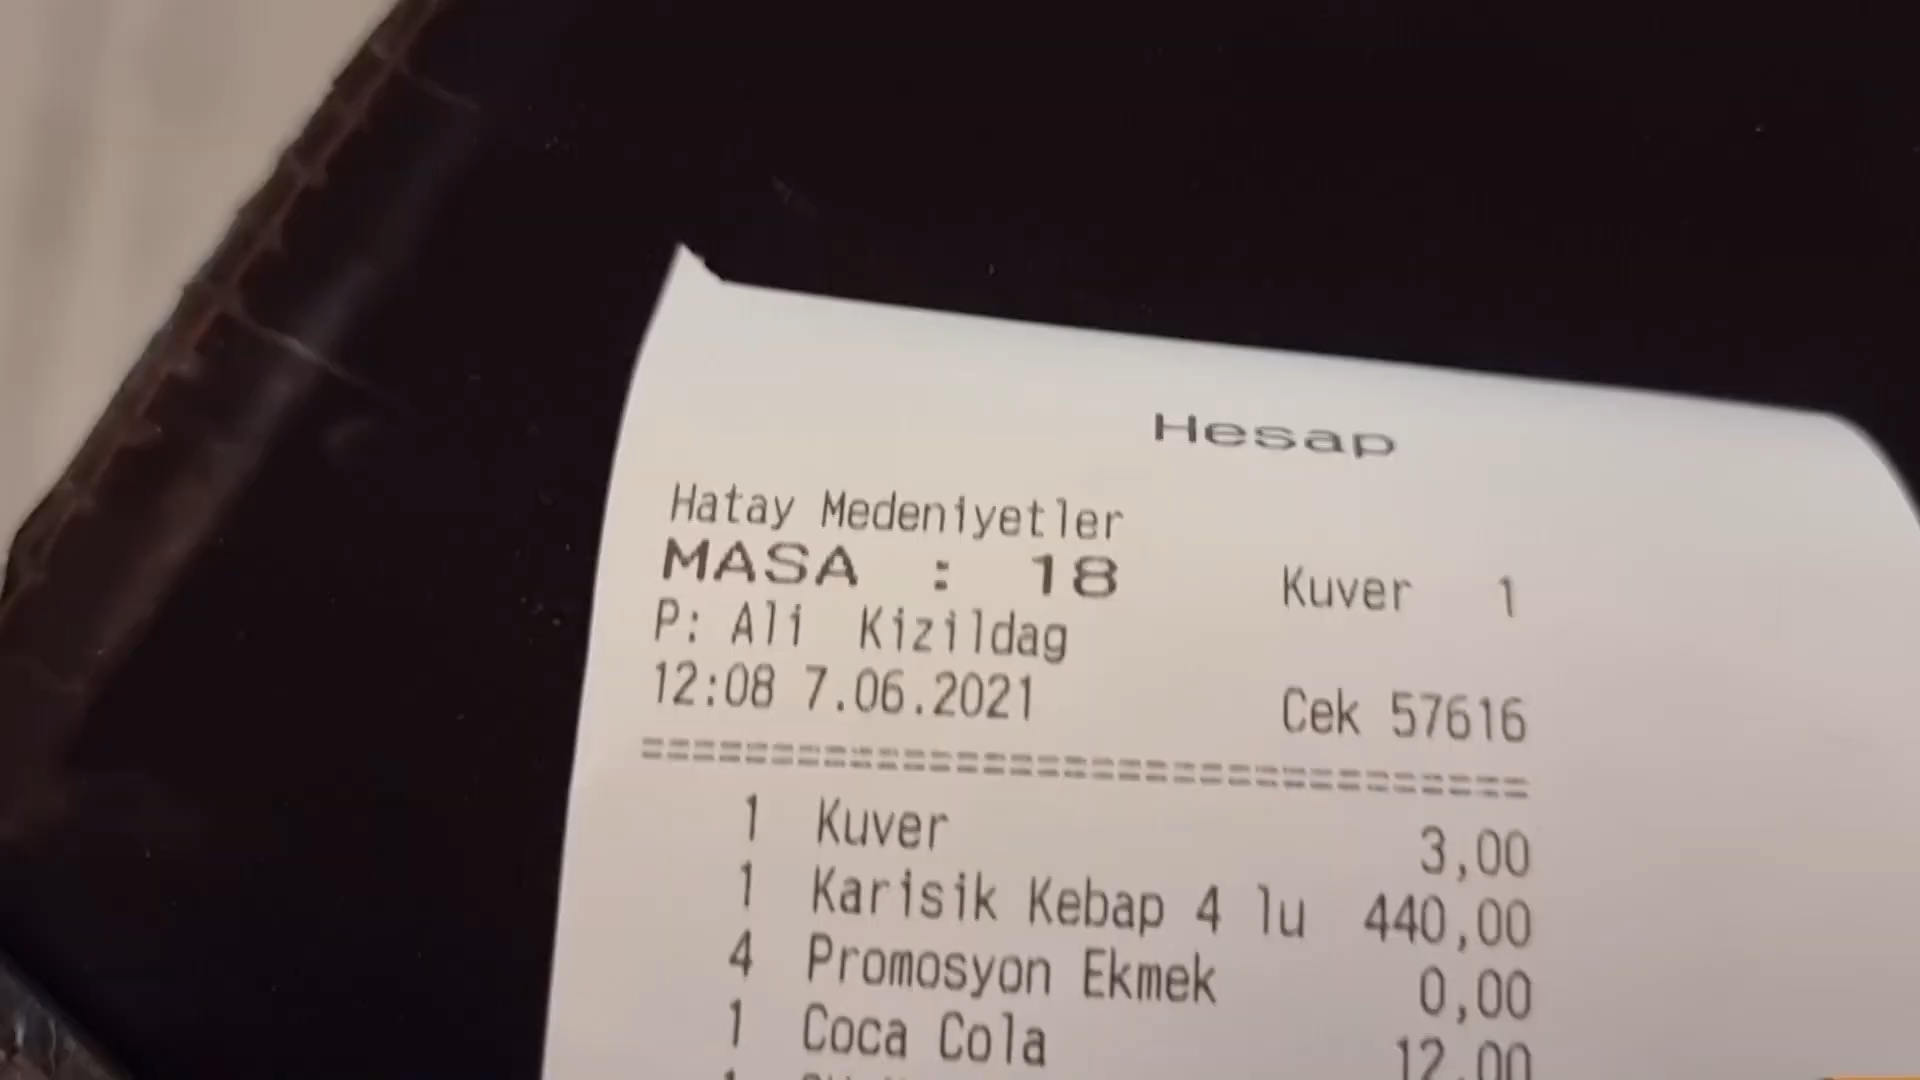 Hesap
Hatay Medeniyetler
MASA : 18 Kuver 1
P: Ali Kizildag
12:08 7.06.2021 Cek 57616
==================================
1 Kuver 3,00
1 Karisik Kebap 4 lu 440,00
4 Promosyon Ekmek 0,00
1 Coca Cola 12,00